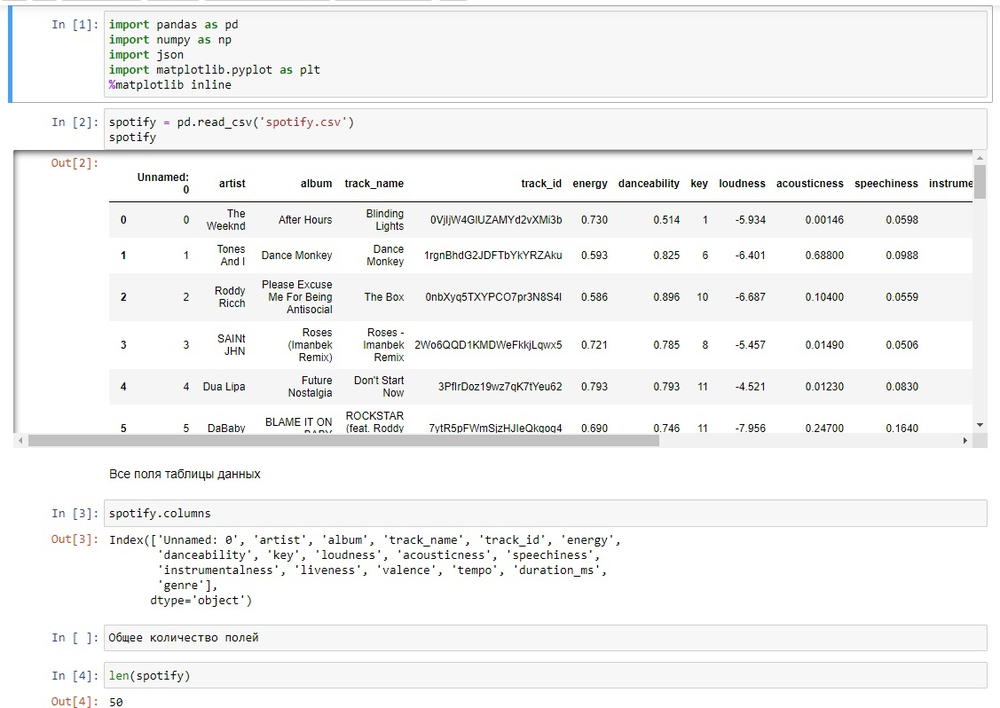 In [1]: import pandas as pd
import numpy as np
import json
import matplotlib.pyplot as plt
%matplotlib inline
In [2]: spotify = pd.read_csv('spotify.csv')
spotify
Out[2]:
Unnamed: 0 artist album track_name track_id energy danceability key loudness acousticness speechiness instrume
0 0 The Weeknd After Hours Blinding Lights 0VjIjW4GlUZAMYd2vXMi3b 0.730 0.514 1 -5.934 0.00146 0.0598
1 1 Tones And I Dance Monkey Dance Monkey 1rgnBhdG2JDFTbYkYRZAku 0.593 0.825 6 -6.401 0.68800 0.0988
2 2 Roddy Ricch Please Excuse Me For Being Antisocial The Box 0nbXyq5TXYPCO7pr3N8S4I 0.586 0.896 10 -6.687 0.10400 0.0559
3 3 SAINt JHN Roses (Imanbek Remix) Roses - Imanbek Remix 2Wo6QQD1KMDWeFkkjLqwx5 0.721 0.785 8 -5.457 0.01490 0.0506
4 4 Dua Lipa Future Nostalgia Don't Start Now 3PfIrDoz19wz7qK7tYeu62 0.793 0.793 11 -4.521 0.01230 0.0830
5 5 DaBaby BLAME IT ON BABY ROCKSTAR (feat. Roddy 7ytR5pFWmSjzHJIeQkgog4 0.690 0.746 11 -7.956 0.24700 0.1640
Все поля таблицы данных
In [3]: spotify.columns
Out[3]: Index(['Unnamed: 0', 'artist', 'album', 'track_name', 'track_id', 'energy',
'danceability', 'key', 'loudness', 'acousticness', 'speechiness',
'instrumentalness', 'liveness', 'valence', 'tempo', 'duration_ms',
'genre'],
dtype='object')
In [ ]: Общее количество полей
In [4]: len(spotify)
Out[4]: 50